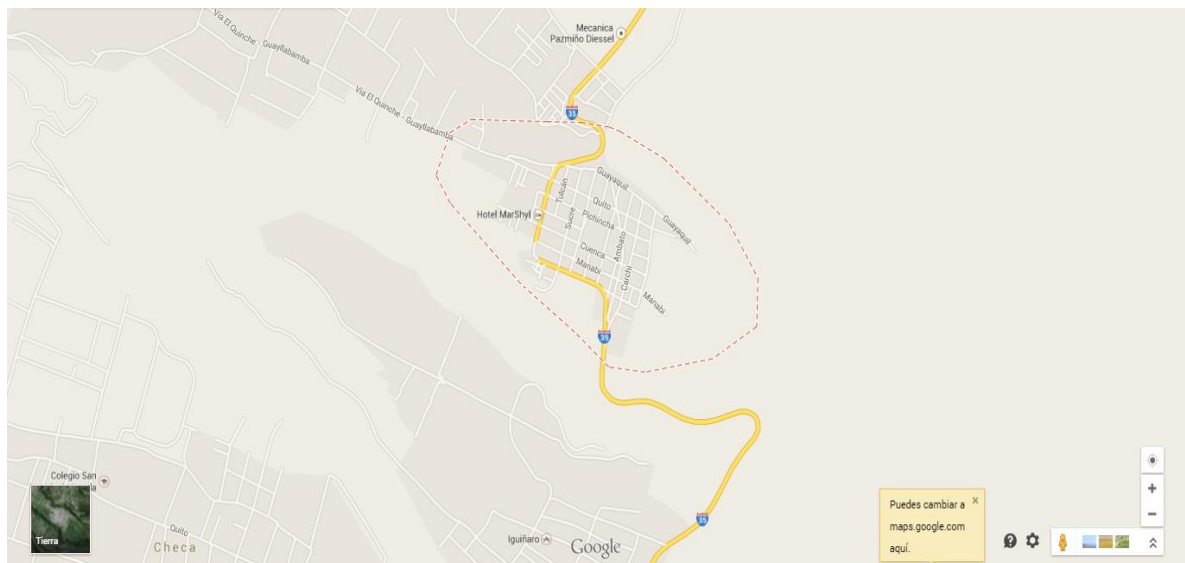 Mecanica
Pazmiño Diessel
Via El Quinche - Guayllabamba
35
Via El Quinche - Guayllabamba
Guayaquil
Tulcán
Quito
Hotel MarShyl
Sucre
Pichincha
Guayaquil
Ambato
Cuenca
Manabi
Carchi
Manabi
35
Colegio San
Puedes cambiar a ×
maps.google.com
aquí.
35
Quito
Tierra
Checa
Iguiñaro
Google